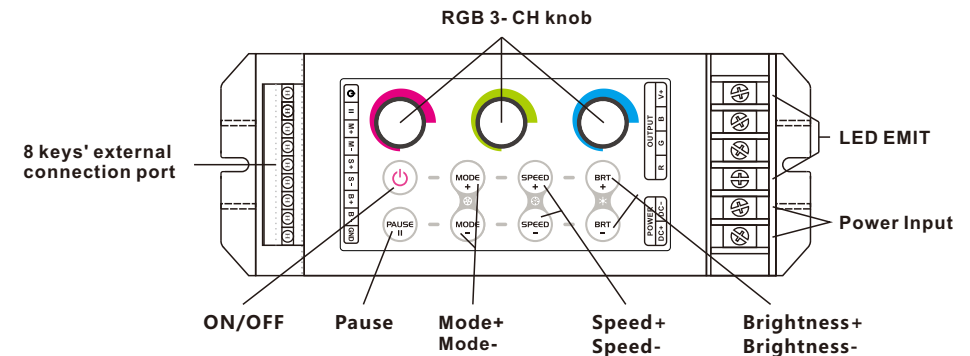 RGB 3- CH knob
8 keys' external
connection port
II
M+
M-
S+
S-
B+
B-
GND
OUTPUT
V+
B
G
R
POWER
DC-
DC+
MODE
+
SPEED
+
BRT
+
PAUSE
II
MODE
-
SPEED
-
BRT
-
LED EMIT
Power Input
ON/OFF
Pause
Mode+
Mode-
Speed+
Speed-
Brightness+
Brightness-